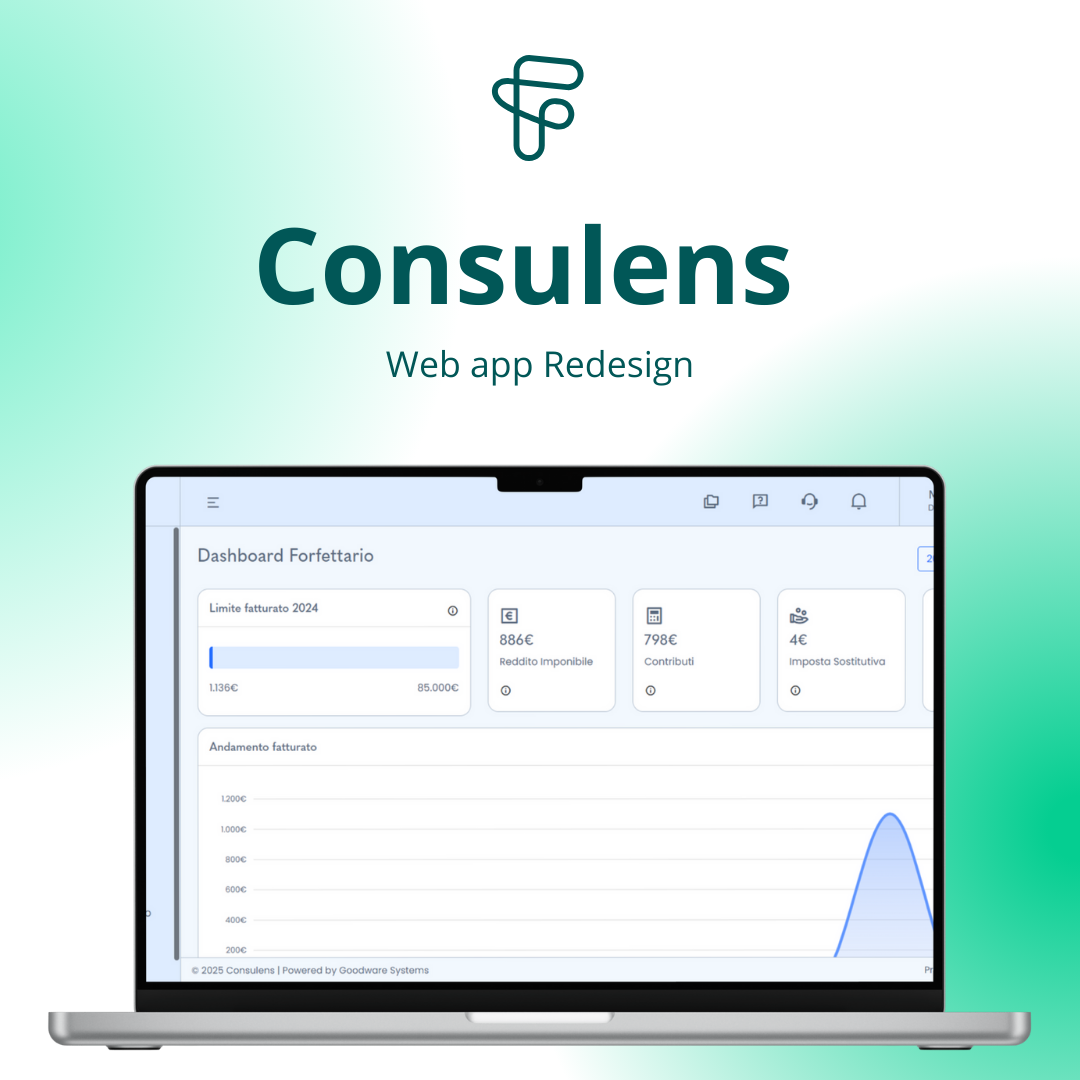 Consulens
Web app Redesign
Dashboard Forfettario
Limite fatturato 2024
1.136€ 85.000€
886€
Reddito Imponibile
798€
Contributi
4€
Imposta Sostitutiva
Andamento fatturato
1.200€
1.000€
800€
600€
400€
200€
© 2025 Consulens | Powered by Goodware Systems